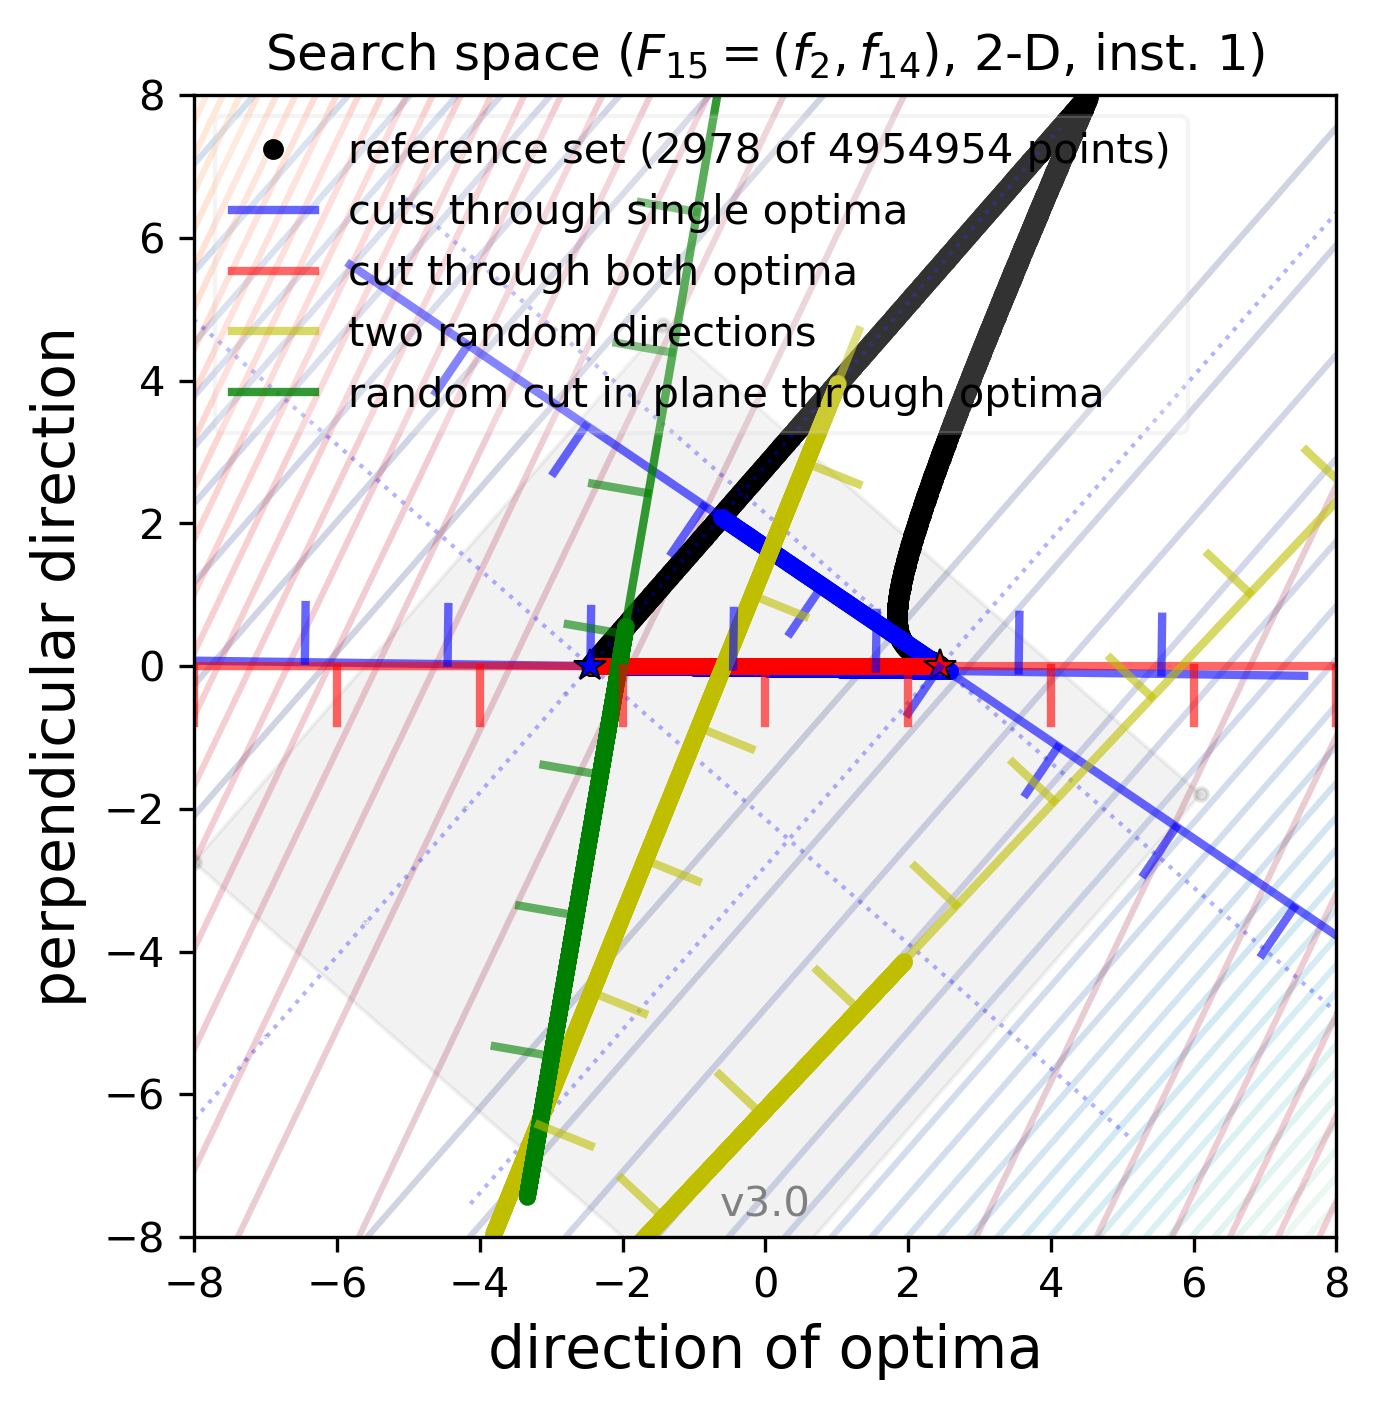 Search space ($F_{15} = (f_2, f_{14})$, 2-D, inst. 1)
reference set (2978 of 4954954 points)
cuts through single optima
cut through both optima
two random directions
random cut in plane through optima
8
6
4
2
0
−2
−4
−6
−8
perpendicular direction
v3.0
−8 −6 −4 −2 0 2 4 6 8
direction of optima